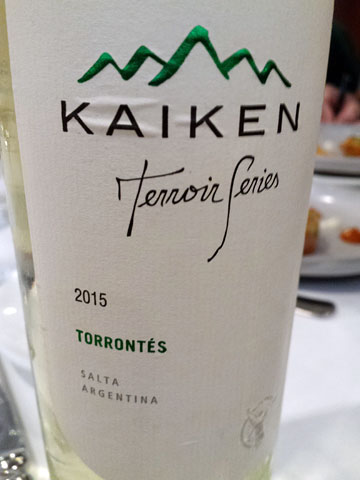 KAIKEN
Terroir Series
2015
TORRONTÉS
SALTA
ARGENTINA